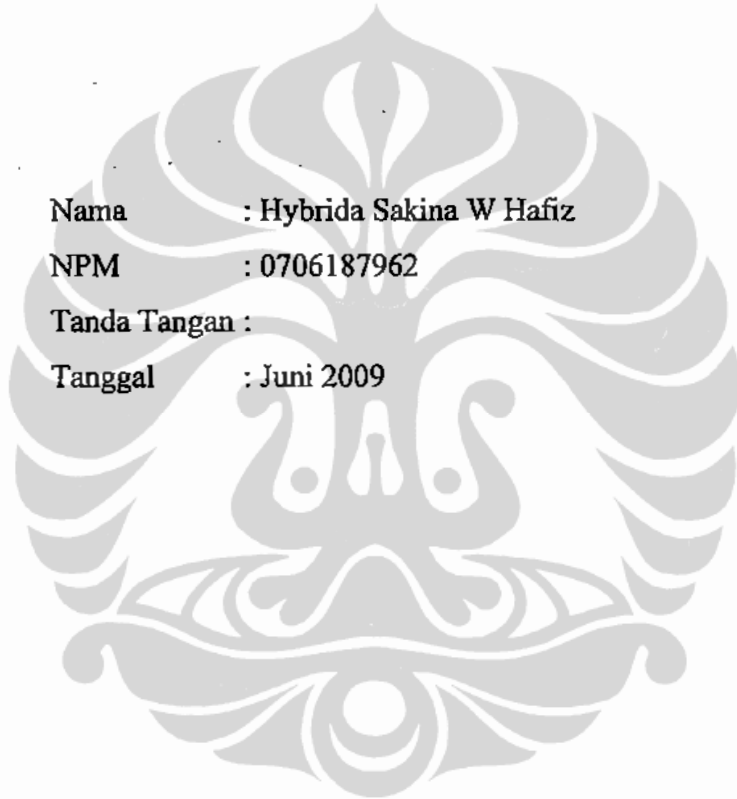 Nama : Hybrida Sakina W Hafiz
NPM : 0706187962
Tanda Tangan :
Tanggal : Juni 2009